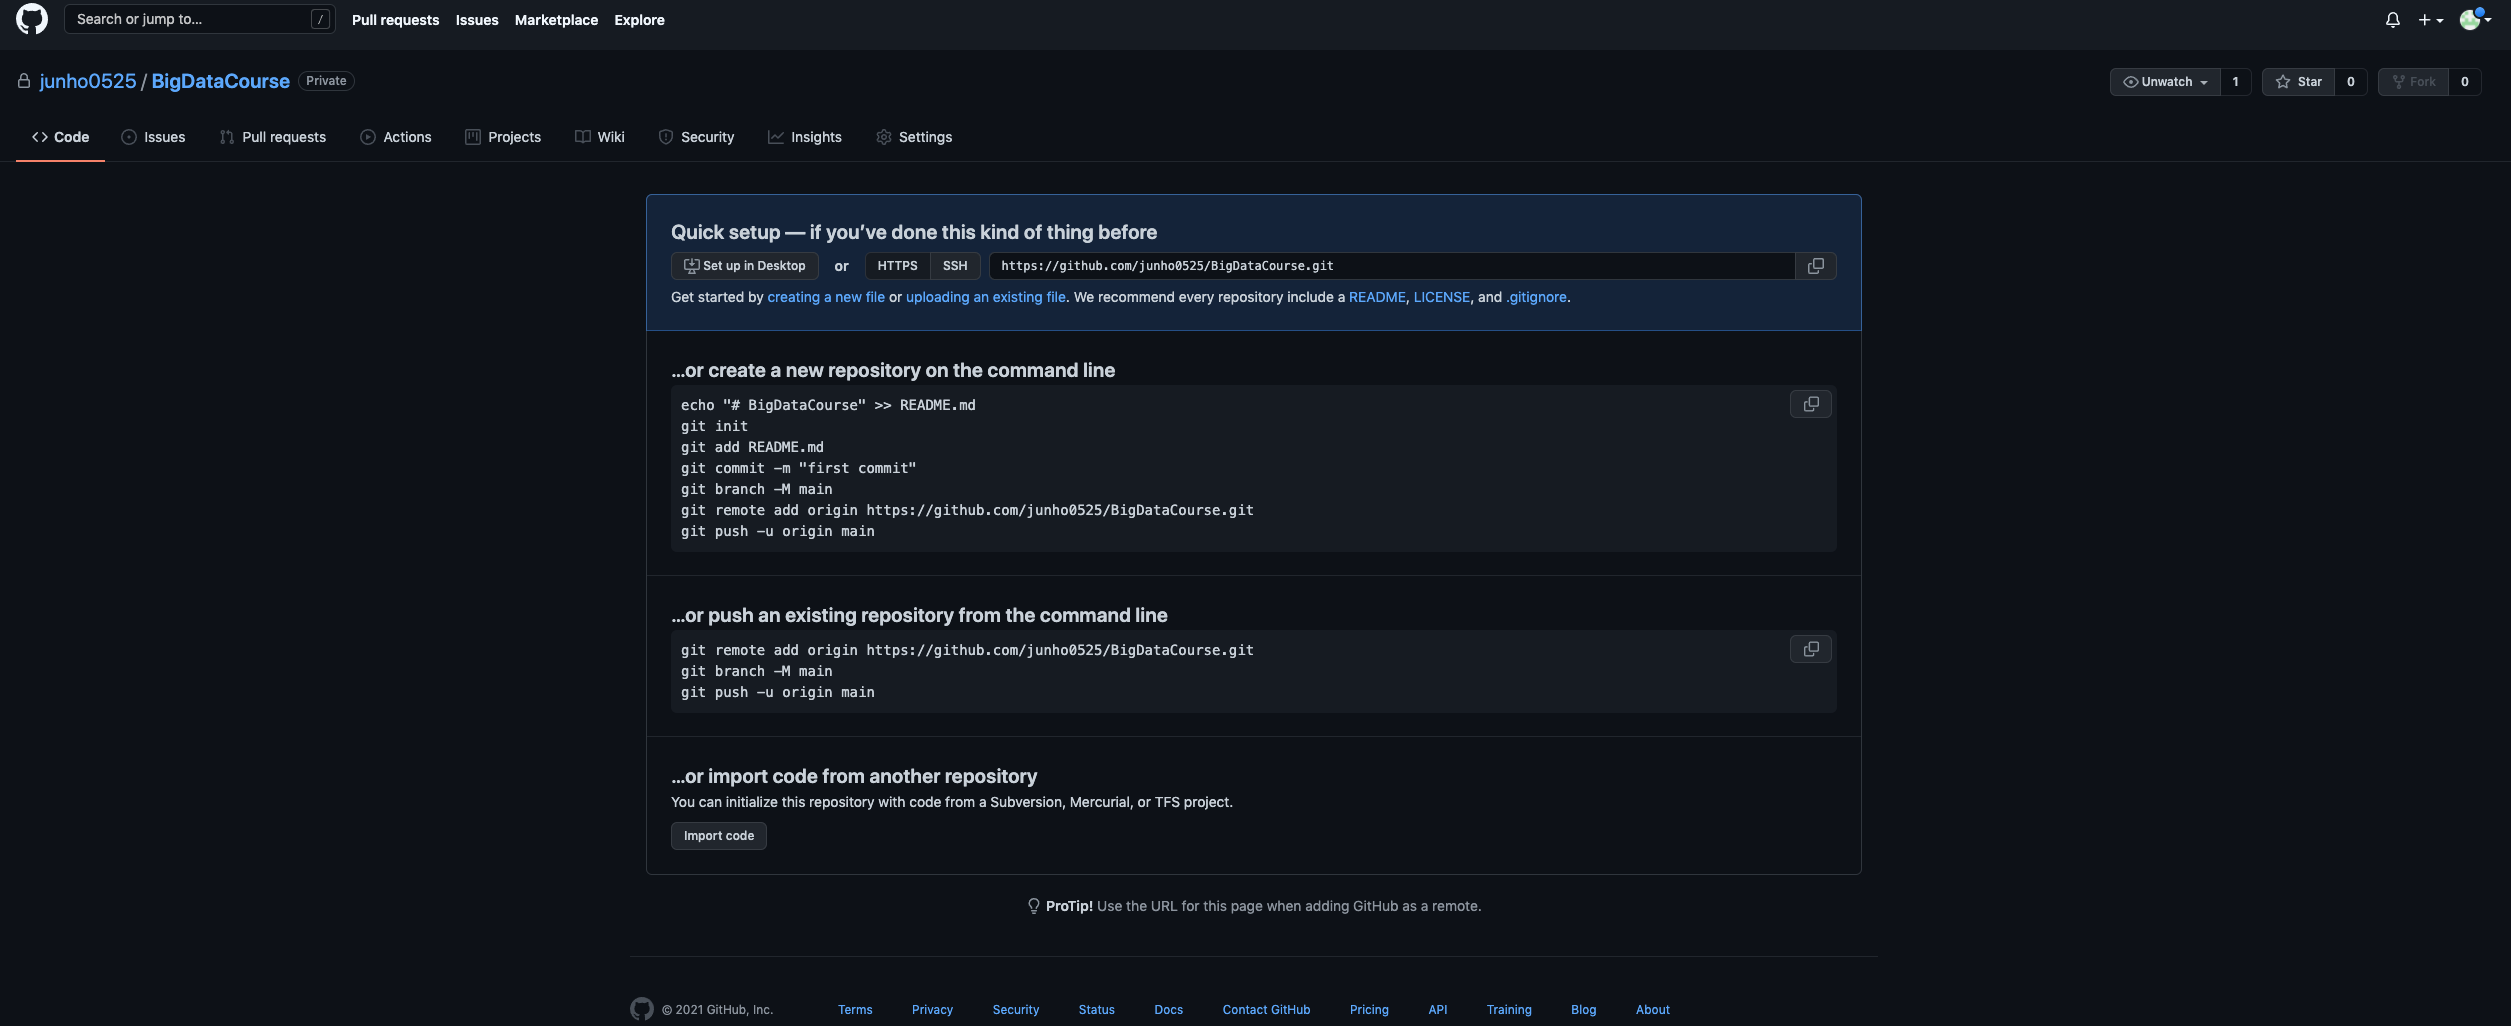 Search or jump to... / Pull requests Issues Marketplace Explore
junho0525 / BigDataCourse Private Unwatch 1 Star 0 Fork 0
Code Issues Pull requests Actions Projects Wiki Security Insights Settings
Quick setup — if you’ve done this kind of thing before
Set up in Desktop or HTTPS SSH https://github.com/junho0525/BigDataCourse.git
Get started by creating a new file or uploading an existing file. We recommend every repository include a README, LICENSE, and .gitignore.
…or create a new repository on the command line
echo "# BigDataCourse" >> README.md
git init
git add README.md
git commit -m "first commit"
git branch -M main
git remote add origin https://github.com/junho0525/BigDataCourse.git
git push -u origin main
…or push an existing repository from the command line
git remote add origin https://github.com/junho0525/BigDataCourse.git
git branch -M main
git push -u origin main
…or import code from another repository
You can initialize this repository with code from a Subversion, Mercurial, or TFS project.
Import code
ProTip! Use the URL for this page when adding GitHub as a remote.
© 2021 GitHub, Inc. Terms Privacy Security Status Docs Contact GitHub Pricing API Training Blog About